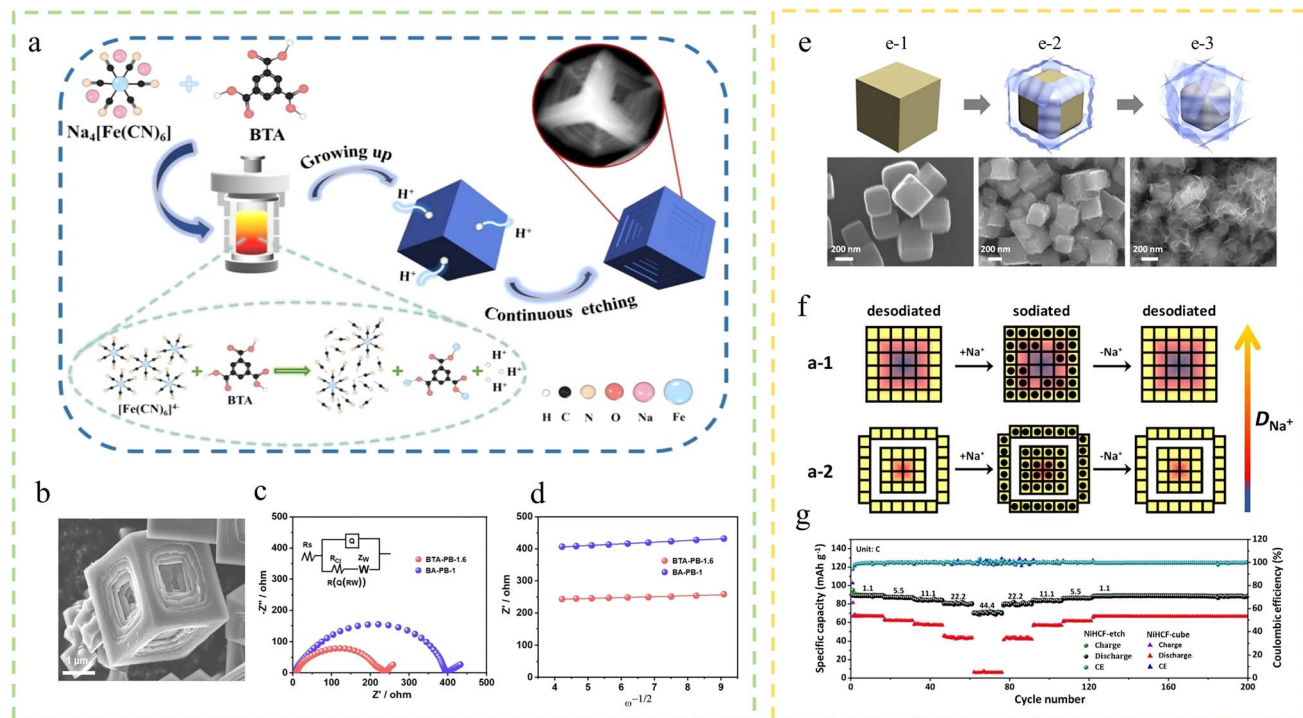 a
Na₄[Fe(CN)₆]
BTA
Growing up
H⁺
H⁺
H⁺
Continuous etching
[Fe(CN)₆]⁴⁻
BTA
H⁺
H⁺
H C N O Na Fe
b
1 μm
c
-Z'' / ohm
500
400
300
200
100
0
Rs
Q
R_Ct
Z_W
W
R(Q(RW))
BTA-PB-1.6
BA-PB-1
0 100 200 300 400 500
Z' / ohm
d
Z' / ohm
500
400
300
200
100
0
BTA-PB-1.6
BA-PB-1
4 5 6 7 8 9
ω⁻¹/²
e
e-1 e-2 e-3
200 nm 200 nm 200 nm
f
desodiated sodiated desodiated
a-1
+Na⁺ -Na⁺
a-2
+Na⁺ -Na⁺
D_Na⁺
g
Specific capacity (mAh g⁻¹)
140
120
100
80
60
40
20
0
Unit: C
1.1 5.5 11.1 22.2 44.4 22.2 11.1 5.5 1.1
NiHCF-etch NiHCF-cube
Charge Charge
Discharge Discharge
CE CE
120
100
80
60
40
20
0
Coulombic efficiency (%)
0 40 80 120 160 200
Cycle number